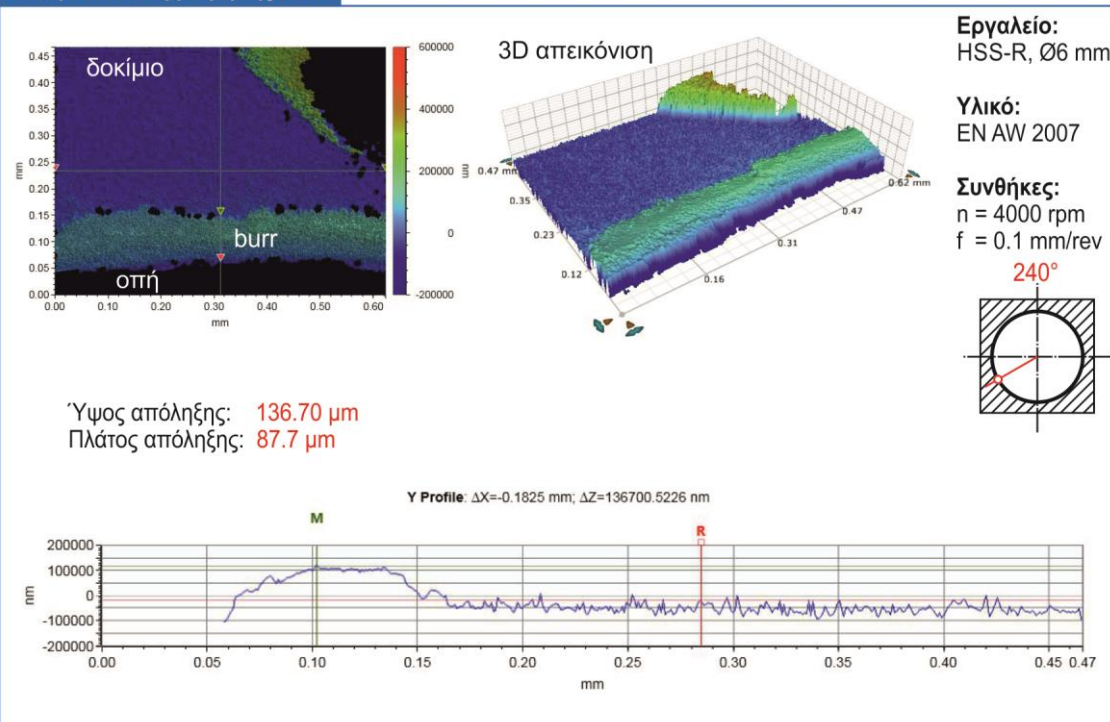 0.45
0.40
0.35
0.30
0.25
0.20
0.15
0.10
0.05
0.00
mm
δοκίμιο
burr
οπή
0.00 0.10 0.20 0.30 0.40 0.50 0.60
mm
600000
400000
200000
0
-200000
nm
3D απεικόνιση
0.47 mm
0.35
0.23
0.12
0.16
0.31
0.47
0.62 mm
Εργαλείο:
HSS-R, Ø6 mm
Υλικό:
EN AW 2007
Συνθήκες:
n = 4000 rpm
f = 0.1 mm/rev
240°
Ύψος απόληξης: 136.70 μm
Πλάτος απόληξης: 87.7 μm
Y Profile: ΔX=-0.1825 mm; ΔZ=136700.5226 nm
M
R
200000
100000
0
-100000
-200000
nm
0.00 0.05 0.10 0.15 0.20 0.25 0.30 0.35 0.40 0.45 0.47
mm